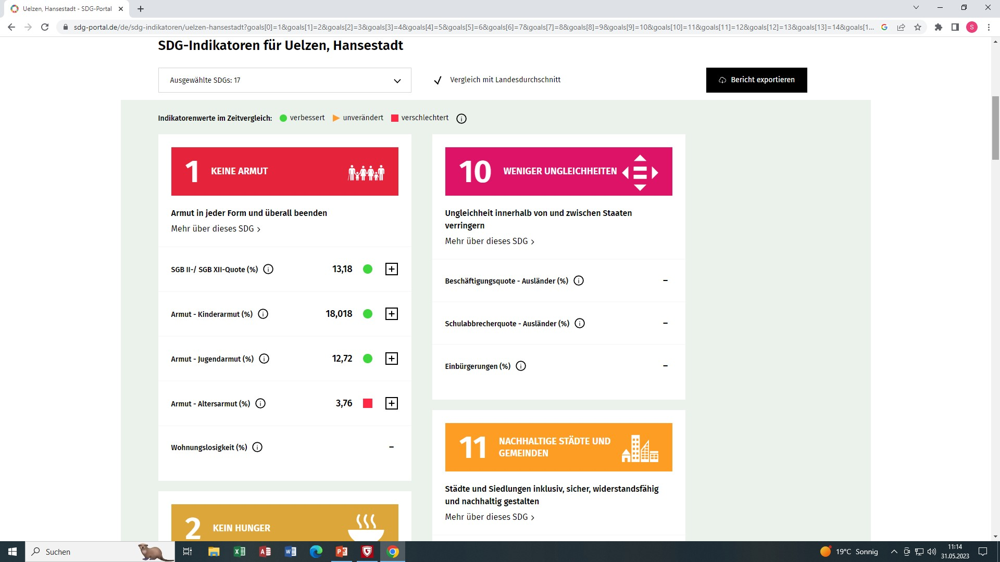 Uelzen, Hansestadt - SDG-Portal
sdg-portal.de/de/sdg-indikatoren/uelzen-hansestadt?goals[0]=1&goals[1]=2&goals[2]=3&goals[3]=4&goals[4]=5&goals[5]=6&goals[6]=7&goals[7]=8&goals[8]=9&goals[9]=10&goals[10]=11&goals[11]=12&goals[12]=13&goals[13]=14&goals[1...
S
SDG-Indikatoren für Uelzen, Hansestadt
Ausgewählte SDGs: 17
Vergleich mit Landesdurchschnitt
Bericht exportieren
Indikatorenwerte im Zeitvergleich: verbessert unverändert verschlechtert
1 KEINE ARMUT
Armut in jeder Form und überall beenden
Mehr über dieses SDG >
SGB II-/ SGB XII-Quote (%) 13,18
Armut - Kinderarmut (%) 18,018
Armut - Jugendarmut (%) 12,72
Armut - Altersarmut (%) 3,76
Wohnungslosigkeit (%) –
2 KEIN HUNGER
10 WENIGER UNGLEICHHEITEN
Ungleichheit innerhalb von und zwischen Staaten
verringern
Mehr über dieses SDG >
Beschäftigungsquote - Ausländer (%) –
Schulabbrecherquote - Ausländer (%) –
Einbürgerungen (%) –
11 NACHHALTIGE STÄDTE UND
GEMEINDEN
Städte und Siedlungen inklusiv, sicher, widerstandsfähig
und nachhaltig gestalten
Mehr über dieses SDG >
Suchen
19°C Sonnig
11:14
31.05.2023